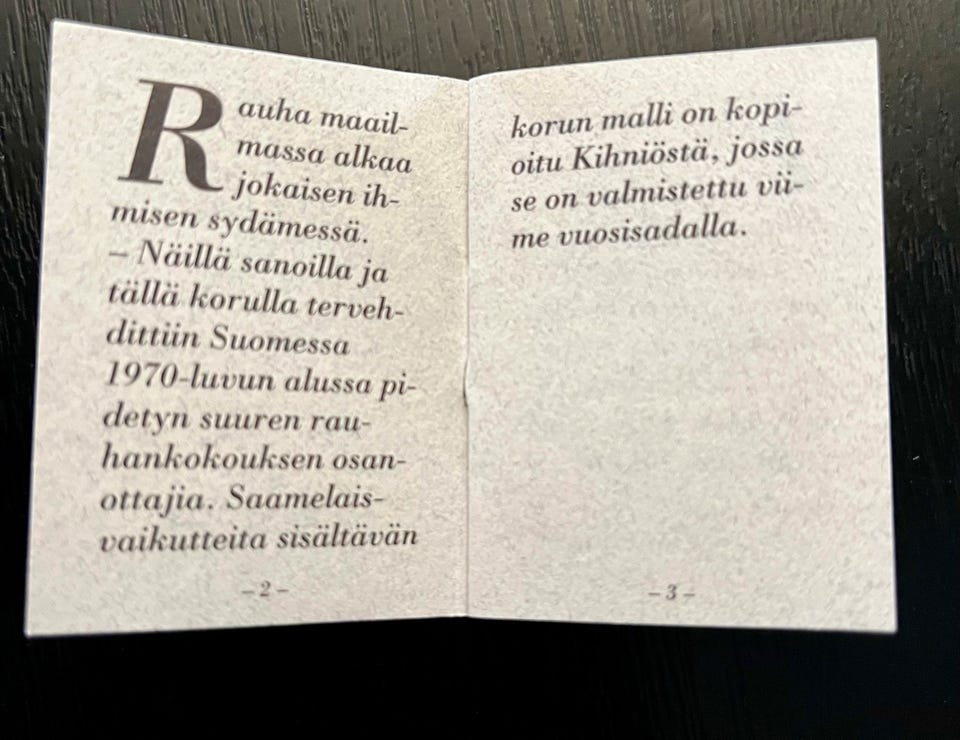 Rauha maail-
massa alkaa
jokaisen ih-
misen sydämessä.
– Näillä sanoilla ja
tällä korulla terveh-
dittiin Suomessa
1970-luvun alussa pi-
detyn suuren rau-
hankokouksen osan-
ottajia. Saamelais-
vaikutteita sisältävän
– 2 –
korun malli on kopi-
oitu Kihniöstä, jossa
se on valmistettu vii-
me vuosisadalla.
– 3 –